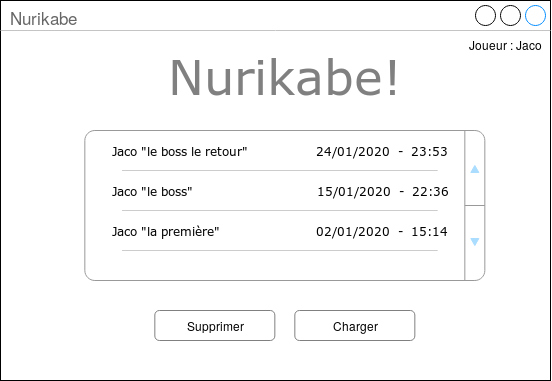 Nurikabe
Joueur : Jaco
Nurikabe!
Jaco "le boss le retour" 24/01/2020 - 23:53
Jaco "le boss" 15/01/2020 - 22:36
Jaco "la première" 02/01/2020 - 15:14
Supprimer Charger